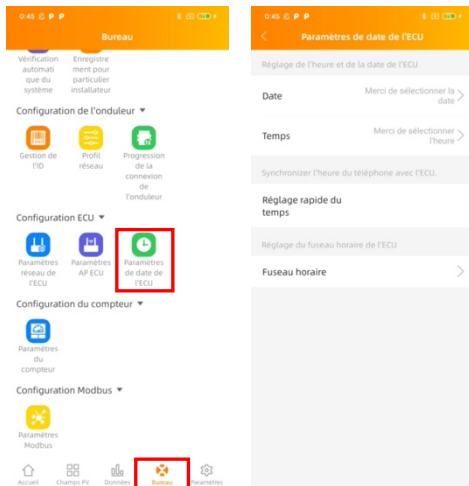 0:45
Bureau
Vérification
automati
que du
système
Enregistre
ment pour
particulier
installateur
Configuration de l'onduleur
Gestion de
l'ID
Profil
réseau
Progression
de la
connexion
de
l'onduleur
Configuration ECU
Paramètres
réseau de
l'ECU
Paramètres
AP ECU
Paramètres
de date de
l'ECU
Configuration du compteur
Paramètres
du
compteur
Configuration Modbus
Paramètres
Modbus
Accueil
Champs PV
Données
Bureau
Paramètres
0:45
Paramètres de date de l'ECU
Réglage de l'heure et de la date de l'ECU
Date
Merci de sélectionner la
date
Temps
Merci de sélectionner
l'heure
Synchronizer l'heure du téléphone avec l'ECU.
Réglage rapide du
temps
Réglage du fuseau horaire de l'ECU
Fuseau horaire